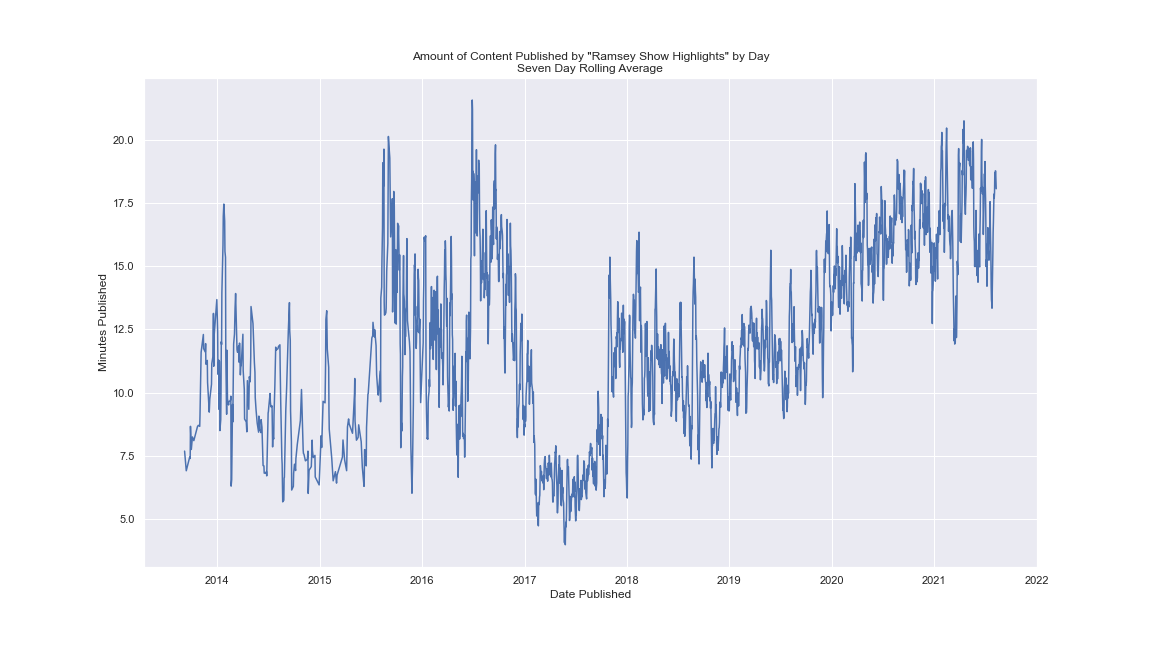 Amount of Content Published by "Ramsey Show Highlights" by Day
Seven Day Rolling Average
Minutes Published
20.0
17.5
15.0
12.5
10.0
7.5
5.0
2014 2015 2016 2017 2018 2019 2020 2021 2022
Date Published